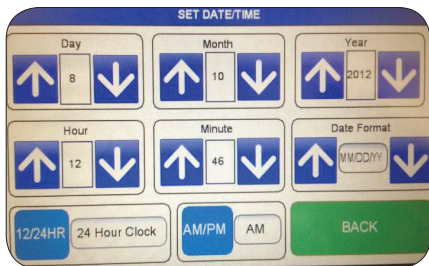 SET DATE/TIME
Day Month Year
8 10 2012
Hour Minute Date Format
12 46 MM/DD/YY
12/24HR 24 Hour Clock AM/PM AM BACK